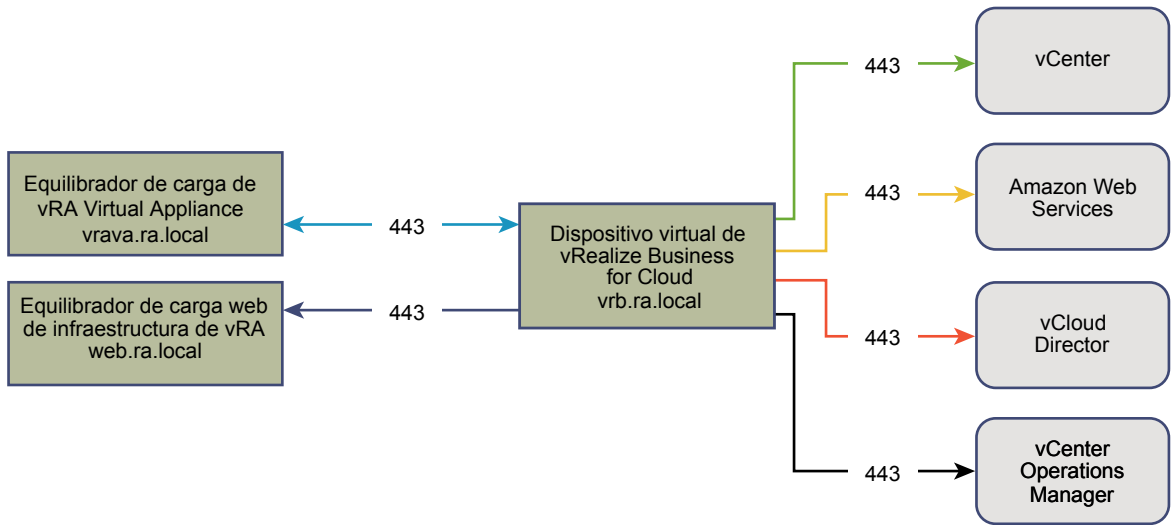 Equilibrador de carga de
vRA Virtual Appliance
vrava.ra.local
443
Equilibrador de carga web
de infraestructura de vRA
web.ra.local
443
Dispositivo virtual de
vRealize Business
for Cloud
vrb.ra.local
443
vCenter
443
Amazon Web
Services
443
vCloud
Director
443
vCenter
Operations
Manager